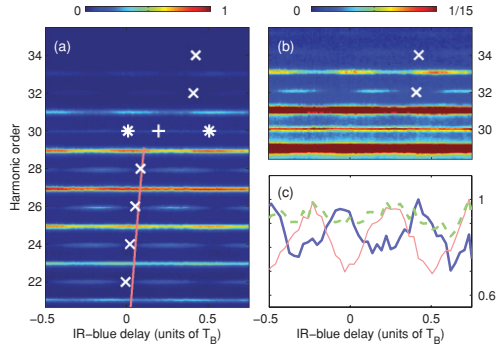 0 1
0 1/15
(a)
34
32
30
28
26
24
22
Harmonic order
−0.5 0 0.5
IR−blue delay (units of T_B)
(b)
34
32
30
(c)
1
0.8
0.6
−0.5 0 0.5
IR−blue delay (units of T_B)